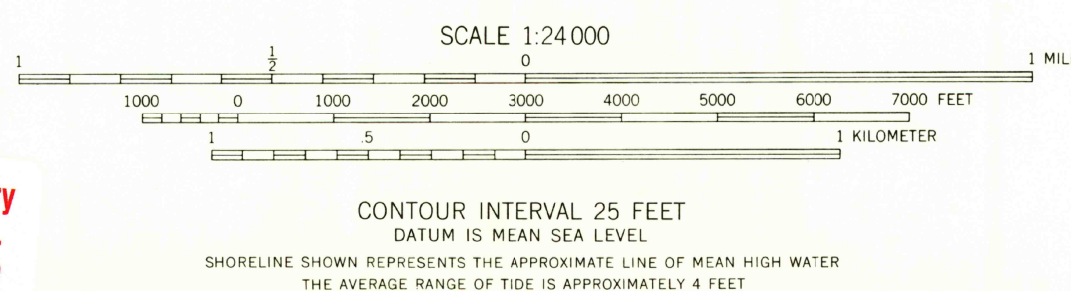 SCALE 1:24 000
1 1/2 0 1
1000 0 1000 2000 3000 4000 5000 6000 7000 FEET
1 .5 0 1 KILOMETER
CONTOUR INTERVAL 25 FEET
DATUM IS MEAN SEA LEVEL
SHORELINE SHOWN REPRESENTS THE APPROXIMATE LINE OF MEAN HIGH WATER
THE AVERAGE RANGE OF TIDE IS APPROXIMATELY 4 FEET